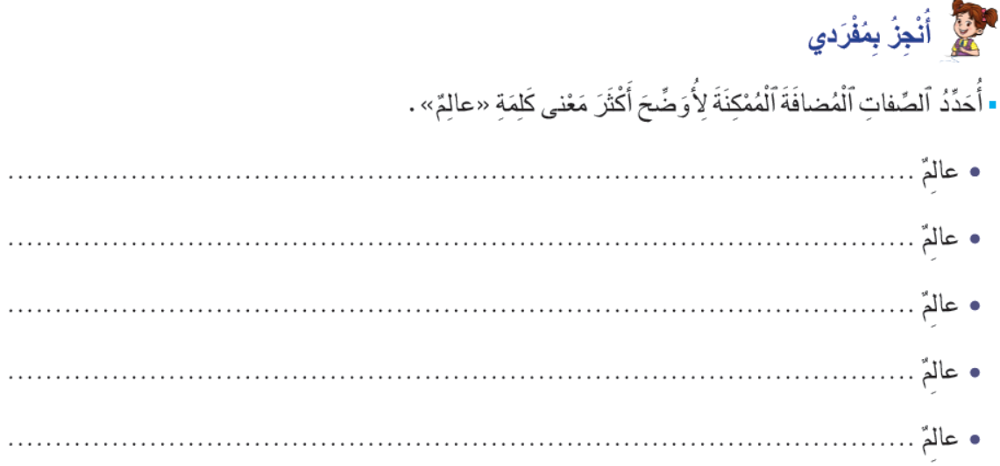 أُنْجِزُ بِمُفْرَدي
أُحَدِّدُ ٱلصِّفاتِ ٱلْمُضافَةَ ٱلْمُمْكِنَةَ لِأُوَضِّحَ أَكْثَرَ مَعْنى كَلِمَةِ «عالِمٌ».
• عالِمٌ ........................................................................................
• عالِمٌ ........................................................................................
• عالِمٌ ........................................................................................
• عالِمٌ ........................................................................................
• عالِمٌ ........................................................................................